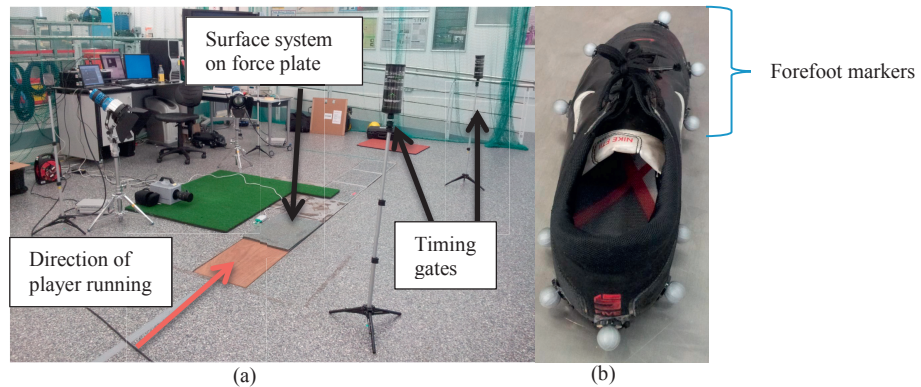 Surface system
on force plate
Forefoot markers
Timing
gates
Direction of
player running
(a)
(b)